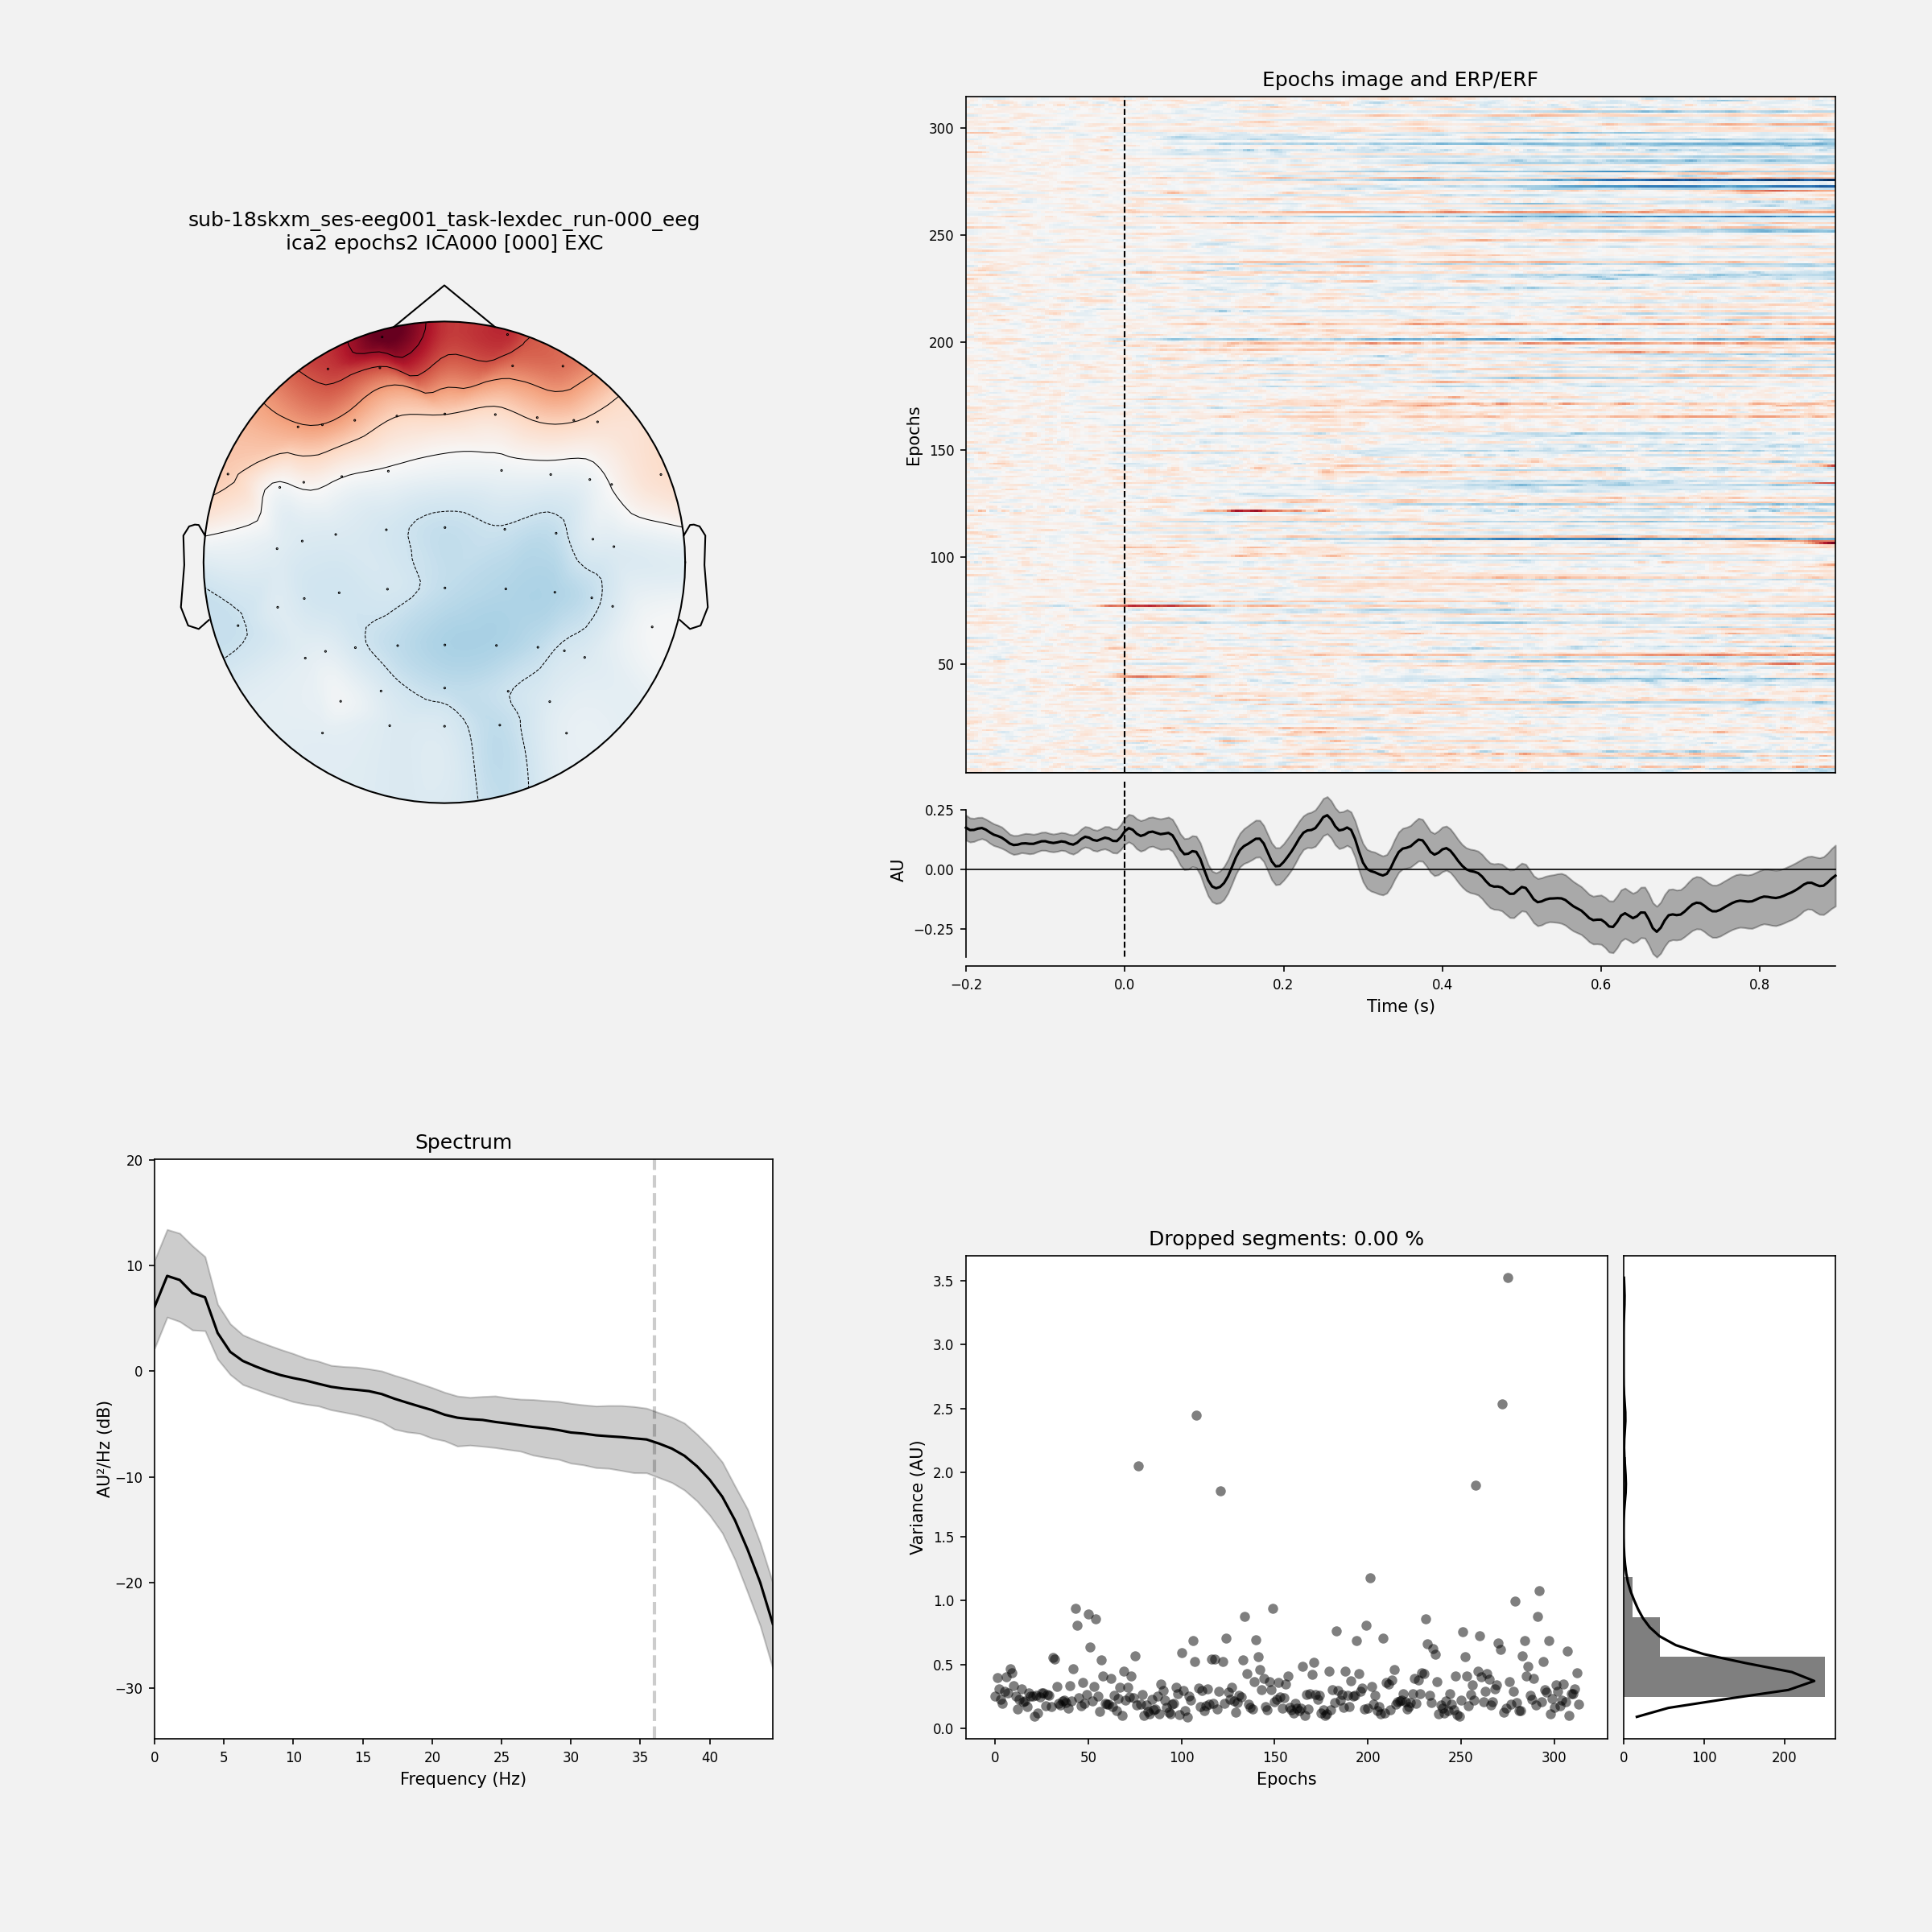 sub-18skxm_ses-eeg001_task-lexdec_run-000_eeg
ica2 epochs2 ICA000 [000] EXC
Epochs image and ERP/ERF
Epochs
300
250
200
150
100
50
AU
0.25
0.00
−0.25
−0.2 0.0 0.2 0.4 0.6 0.8
Time (s)
Spectrum
AU²/Hz (dB)
20
10
0
−10
−20
−30
0 5 10 15 20 25 30 35 40
Frequency (Hz)
Dropped segments: 0.00 %
Variance (AU)
3.5
3.0
2.5
2.0
1.5
1.0
0.5
0.0
0 50 100 150 200 250 300
Epochs
0 100 200